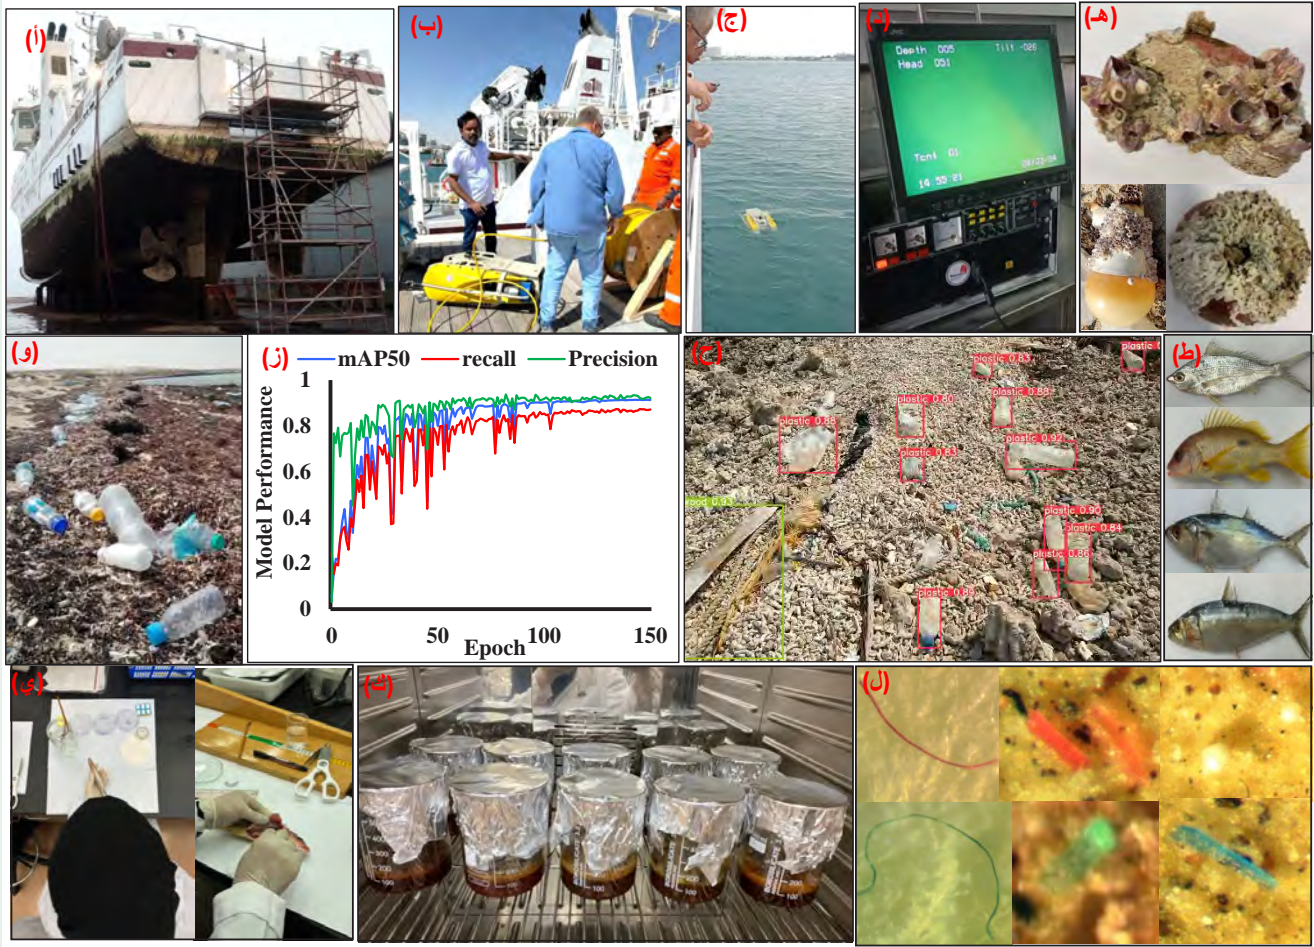 (أ)
(ب)
(ج)
(د)
Depth 005 Tilt -026
Head 051
Tcnt 01
14:55:21
(هـ)
(و)
(ز)
mAP50 recall Precision
Model Performance
1
0.8
0.6
0.4
0.2
0
0 50 100 150
Epoch
(ح)
plastic 0.83
plastic
plastic 0.88
plastic 0.80
plastic 0.88
plastic 0.92
plastic 0.83
wood 0.93
plastic 0.90
plastic 0.84
plastic 0.86
plastic 0.89
(ط)
(ي)
(ك)
(ل)